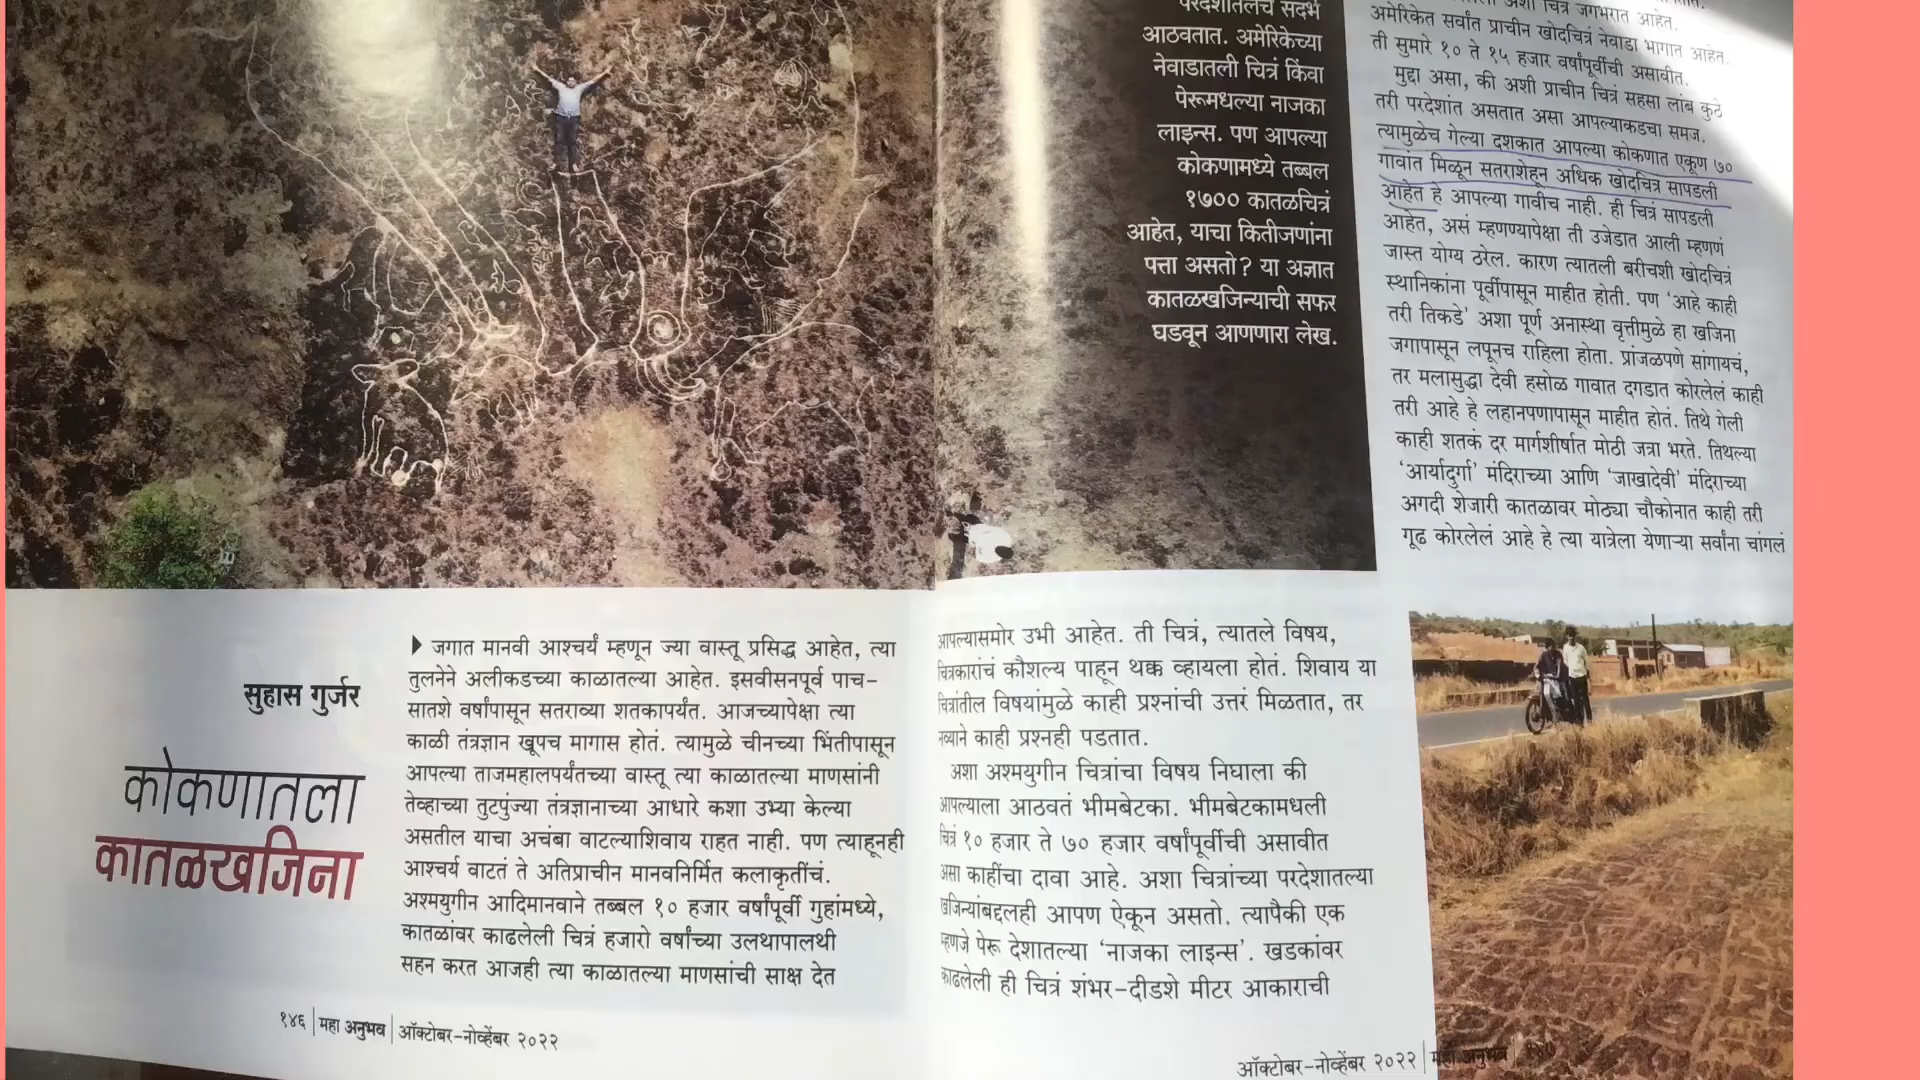 परदेशातलेच संदर्भ
आठवतात. अमेरिकेच्या
नेवाडातली चित्रं किंवा
पेरूमधल्या नाजका
लाइन्स. पण आपल्या
कोकणामध्ये तब्बल
१७०० कातळचित्रं
आहेत, याचा कितीजणांना
पत्ता असतो? या अज्ञात
कातळखजिन्याची सफर
घडवून आणणारा लेख.
सुहास गुर्जर
कोकणातला
कातळखजिना
जगात मानवी आश्चर्यं म्हणून ज्या वास्तू प्रसिद्ध आहेत, त्या
तुलनेने अलीकडच्या काळातल्या आहेत. इसवीसनपूर्व पाच-
सातशे वर्षांपासून सतराव्या शतकापर्यंत. आजच्यापेक्षा त्या
काळी तंत्रज्ञान खूपच मागास होतं. त्यामुळे चीनच्या भिंतीपासून
आपल्या ताजमहालपर्यंतच्या वास्तू त्या काळातल्या माणसांनी
तेव्हाच्या तुटपुंज्या तंत्रज्ञानाच्या आधारे कशा उभ्या केल्या
असतील याचा अचंबा वाटल्याशिवाय राहत नाही. पण त्याहूनही
आश्चर्य वाटतं ते अतिप्राचीन मानवनिर्मित कलाकृतींचं.
अश्मयुगीन आदिमानवाने तब्बल १० हजार वर्षांपूर्वी गुहांमध्ये,
कातळांवर काढलेली चित्रं हजारो वर्षांच्या उलथापालथी
सहन करत आजही त्या काळातल्या माणसांची साक्ष देत
आपल्यासमोर उभी आहेत. ती चित्रं, त्यातले विषय,
चित्रकारांचं कौशल्य पाहून थक्क व्हायला होतं. शिवाय या
चित्रांतील विषयांमुळे काही प्रश्नांची उत्तरं मिळतात, तर
नव्याने काही प्रश्नही पडतात.
अशा अश्मयुगीन चित्रांचा विषय निघाला की
आपल्याला आठवतं भीमबेटका. भीमबेटकामधली
चित्रं १० हजार ते ७० हजार वर्षांपूर्वीची असावीत
असा काहींचा दावा आहे. अशा चित्रांच्या परदेशातल्या
खजिन्यांबद्दलही आपण ऐकून असतो. त्यापैकी एक
म्हणजे पेरू देशातल्या 'नाजका लाइन्स'. खडकांवर
काढलेली ही चित्रं शंभर-दीडशे मीटर आकाराची
अशी चित्रं जगभरात आहेत.
अमेरिकेत सर्वांत प्राचीन खोदचित्रं नेवाडा भागात आहेत.
ती सुमारे १० ते १५ हजार वर्षांपूर्वीची असावीत.
मुद्दा असा, की अशी प्राचीन चित्रं सहसा लांब कुठे
तरी परदेशांत असतात असा आपल्याकडचा समज.
त्यामुळेच गेल्या दशकात आपल्या कोकणात एकूण ७०
गावांत मिळून सतराशेहून अधिक खोदचित्रं सापडली
आहेत हे आपल्या गावीच नाही. ही चित्रं सापडली
आहेत, असं म्हणण्यापेक्षा ती उजेडात आली म्हणणं
जास्त योग्य ठरेल. कारण त्यातली बरीचशी खोदचित्रं
स्थानिकांना पूर्वीपासून माहीत होती. पण 'आहे काही
तरी तिकडे' अशा पूर्ण अनास्था वृत्तीमुळे हा खजिना
जगापासून लपूनच राहिला होता. प्रांजळपणे सांगायचं,
तर मलासुद्धा देवी हसोळ गावात दगडात कोरलेलं काही
तरी आहे हे लहानपणापासून माहीत होतं. तिथे गेली
काही शतकं दर मार्गशीर्षात मोठी जत्रा भरते. तिथल्या
'आर्यादुर्गा' मंदिराच्या आणि 'जाखादेवी' मंदिराच्या
अगदी शेजारी कातळावर मोठ्या चौकोनात काही तरी
गूढ कोरलेलं आहे हे त्या यात्रेला येणाऱ्या सर्वांना चांगलं
१४६ | महा अनुभव | ऑक्टोबर-नोव्हेंबर २०२२
ऑक्टोबर-नोव्हेंबर २०२२ | महा अनुभव |